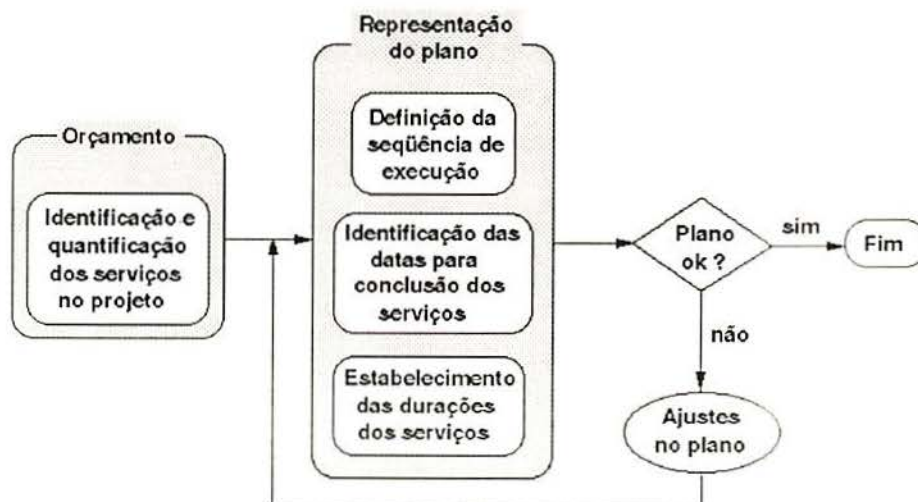 Orçamento
Identificação e
quantificação
dos serviços
no projeto
Representação
do plano
Definição da
seqüência de
execução
Identificação das
datas para
conclusão dos
serviços
Estabelecimento
das durações
dos serviços
Plano
ok ?
sim
Fim
não
Ajustes
no plano